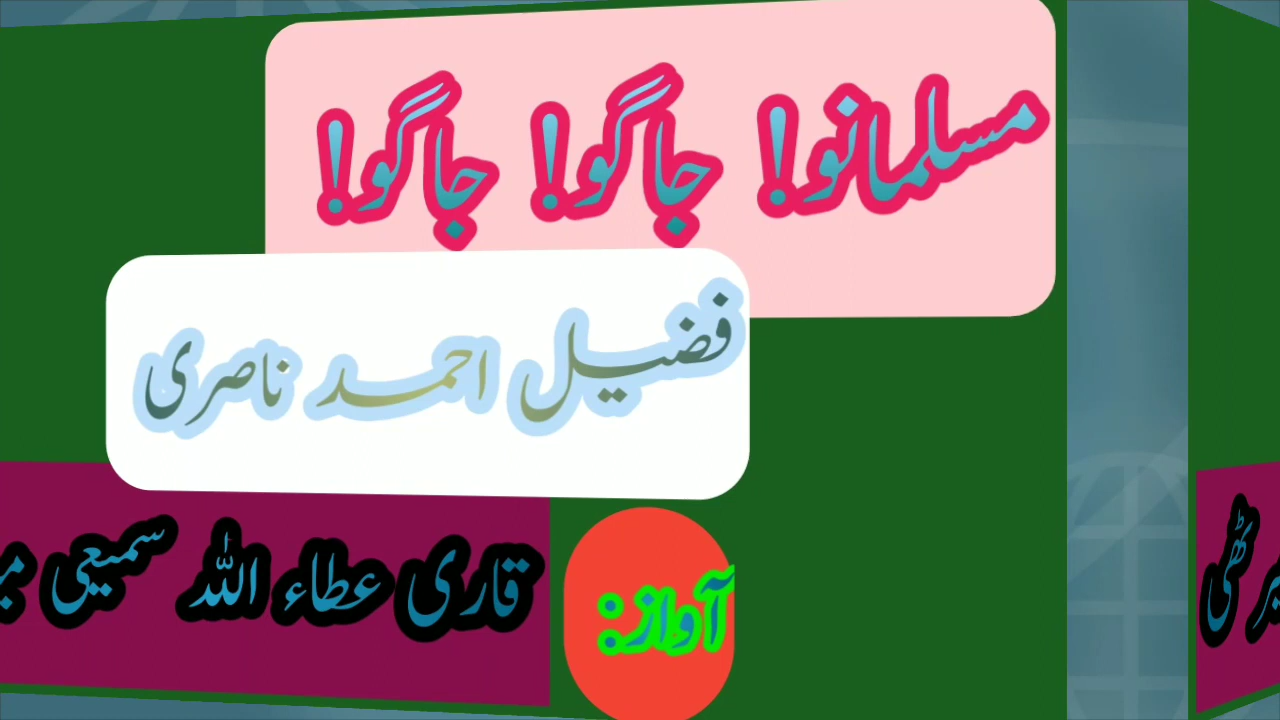 مسلمانو! جاگو! جاگو!
فضیل احمد ناصری
آواز:
قاری عطاء اللہ سمیعی